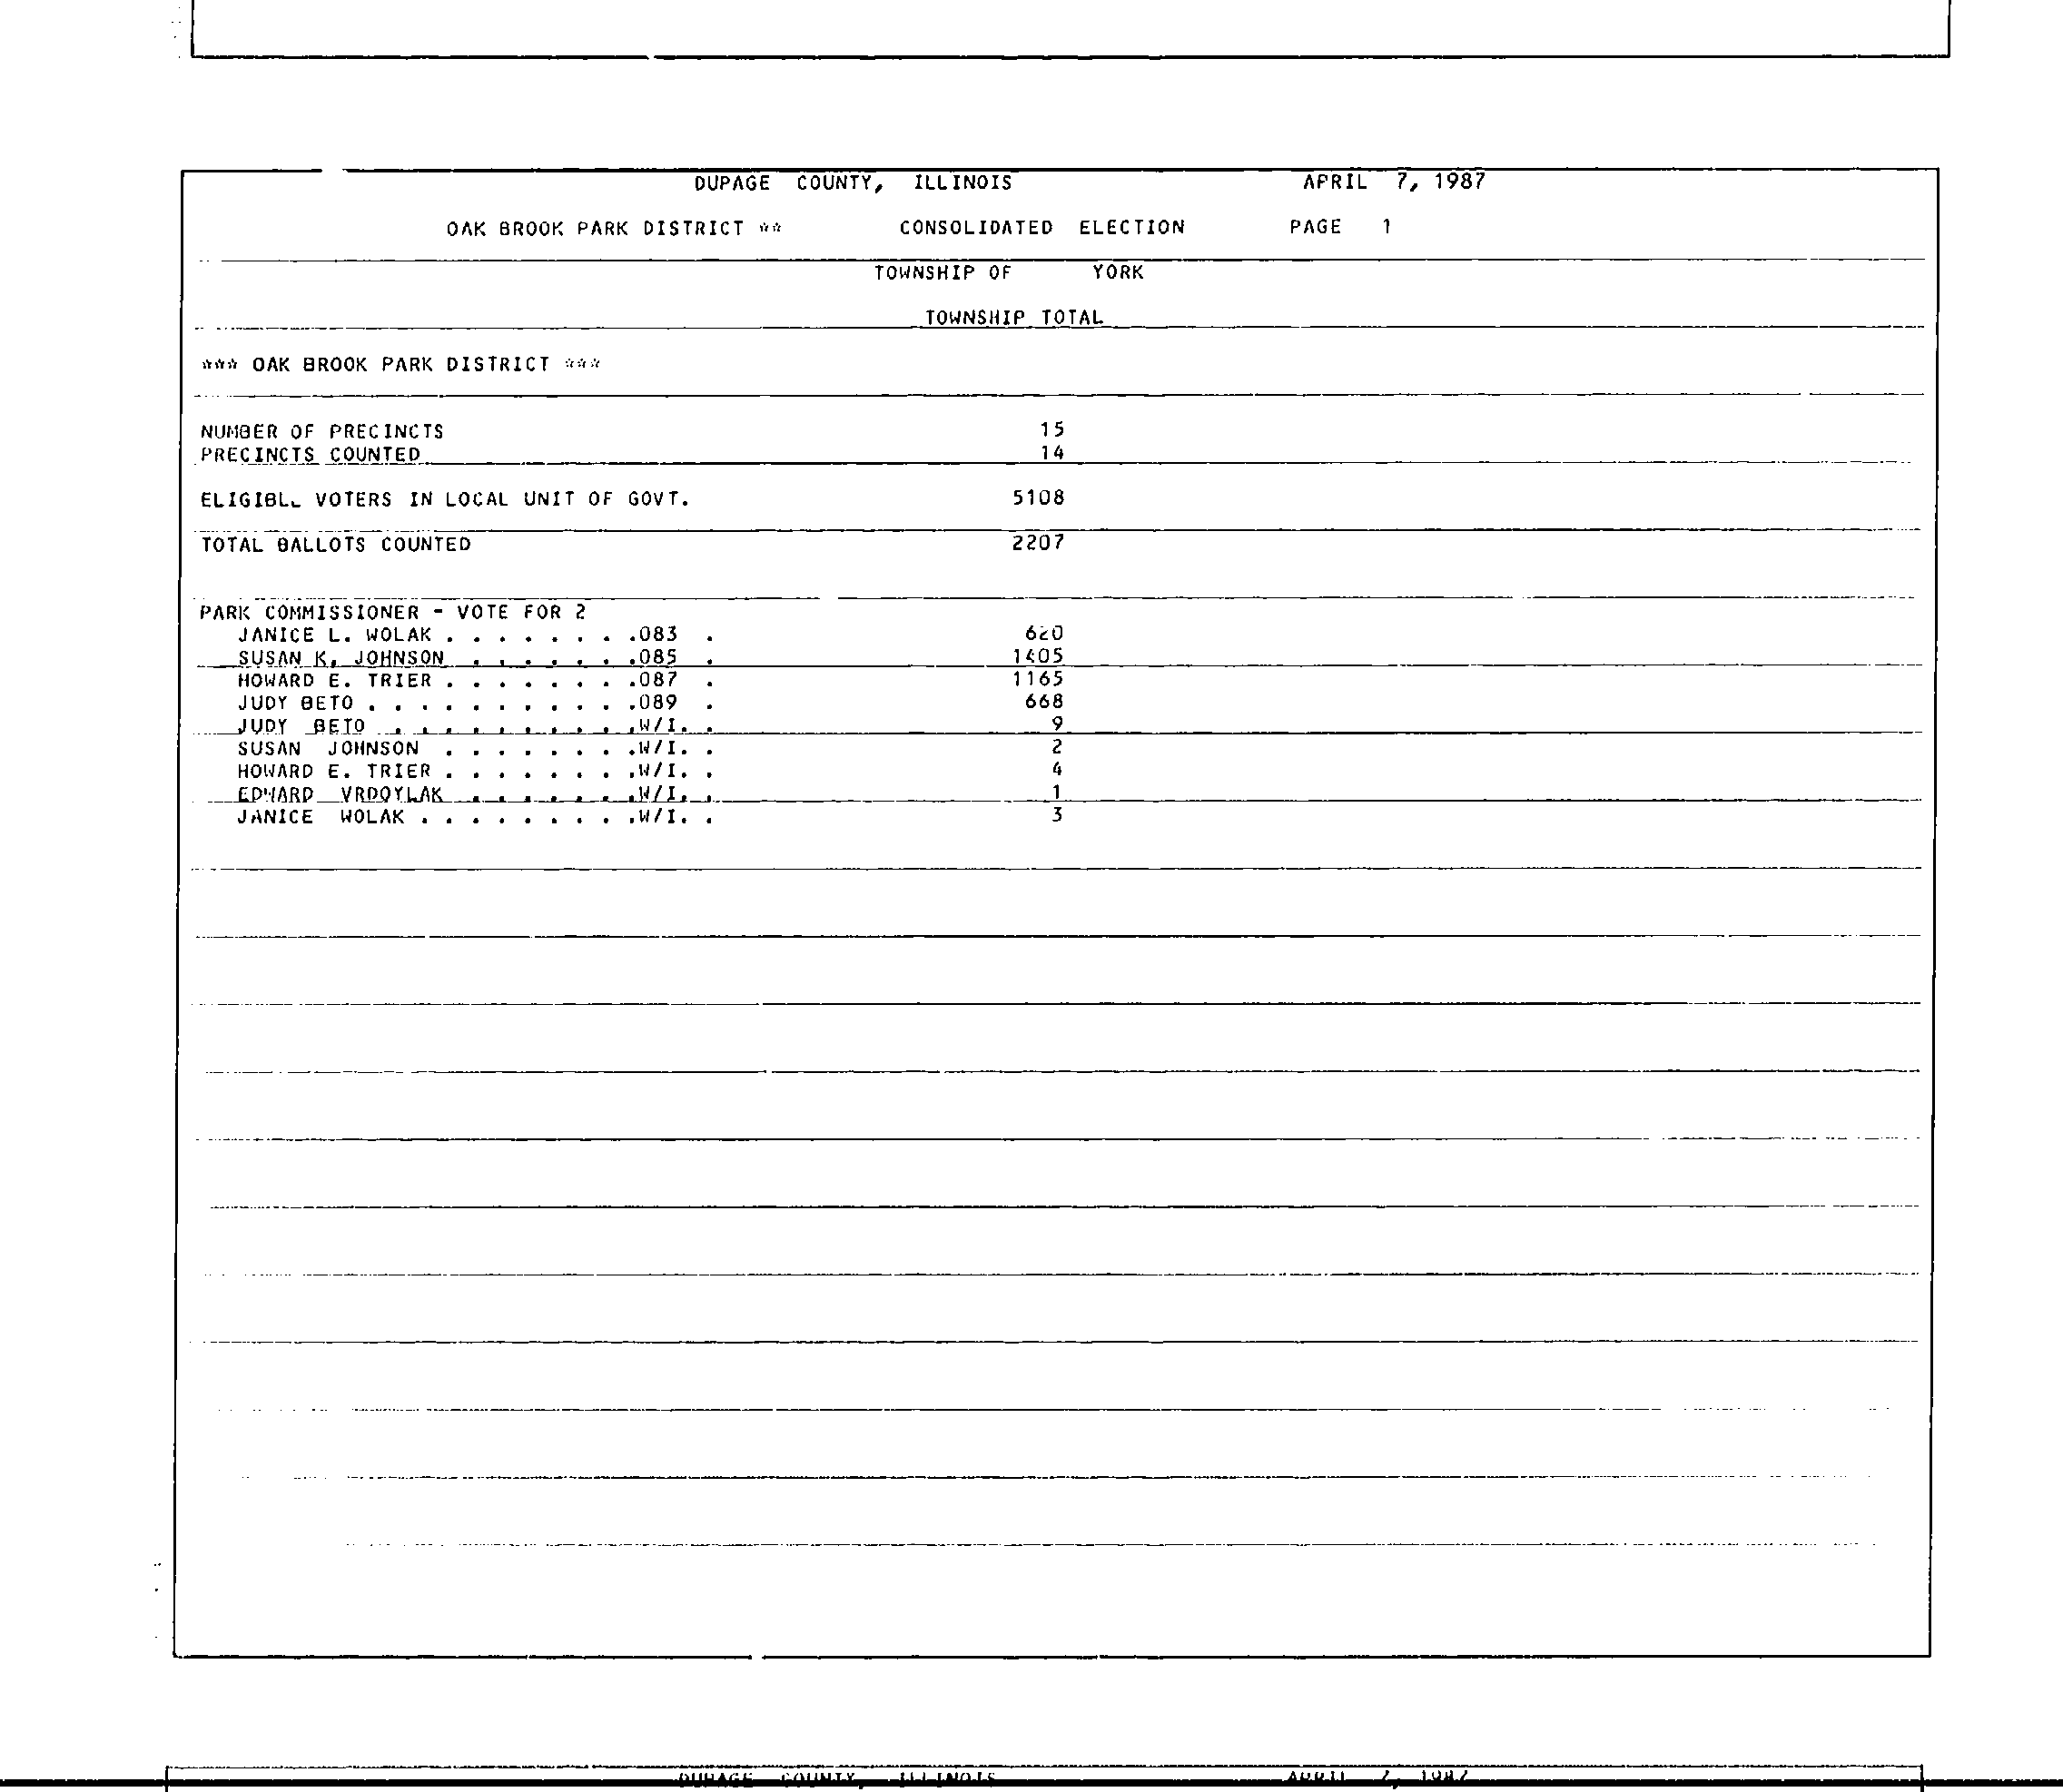 DUPAGE COUNTY, ILLINOIS APRIL 7, 1987
OAK BROOK PARK DISTRICT ** CONSOLIDATED ELECTION PAGE 1
TOWNSHIP OF YORK
TOWNSHIP TOTAL
*** OAK BROOK PARK DISTRICT ***
NUMBER OF PRECINCTS 15
PRECINCTS COUNTED 14
ELIGIBLE VOTERS IN LOCAL UNIT OF GOVT. 5108
TOTAL BALLOTS COUNTED 2207
PARK COMMISSIONER - VOTE FOR 2
JANICE L. WOLAK . . . . . . . .083 . 620
SUSAN K. JOHNSON . . . . . . .085 . 1405
HOWARD E. TRIER . . . . . . . .087 . 1165
JUDY BETO . . . . . . . . . . .089 . 668
JUDY BETO . . . . . . . . . .W/I. . 9
SUSAN JOHNSON . . . . . . . .W/I. . 2
HOWARD E. TRIER . . . . . . . .W/I. . 4
EDWARD VRDOYLAK . . . . . . .W/I. . 1
JANICE WOLAK . . . . . . . . .W/I. . 3
DUPAGE COUNTY, ILLINOIS APRIL 7, 1987